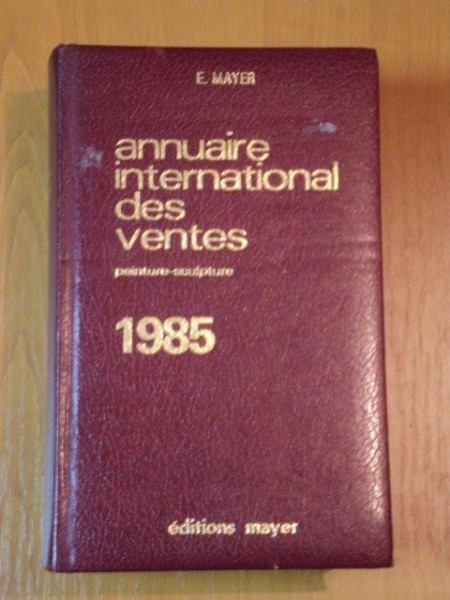 E. MAYER
annuaire
international
des
ventes
peinture-sculpture
1985
éditions mayer